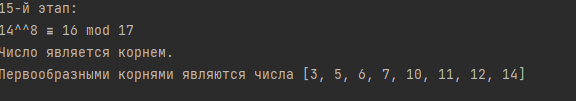 15-й этап:
14^^8 ≡ 16 mod 17
Число является корнем.
Первообразными корнями являются числа [3, 5, 6, 7, 10, 11, 12, 14]